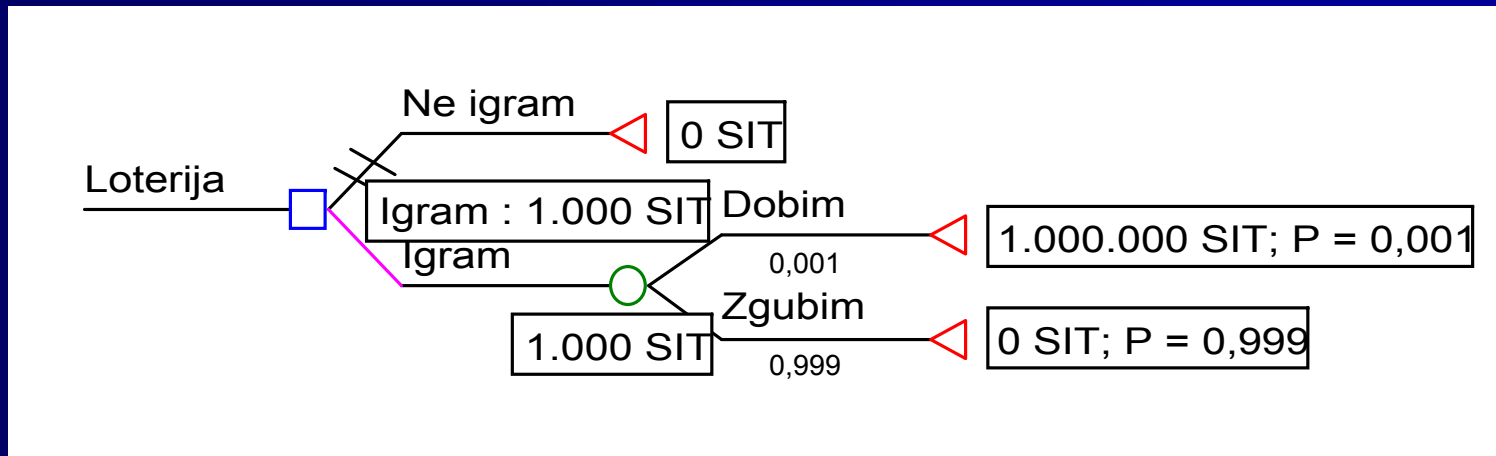 Ne igram
0 SIT
Loterija
Igram : 1.000 SIT
Dobim
1.000.000 SIT; P = 0,001
Igram
0,001
Zgubim
1.000 SIT
0 SIT; P = 0,999
0,999